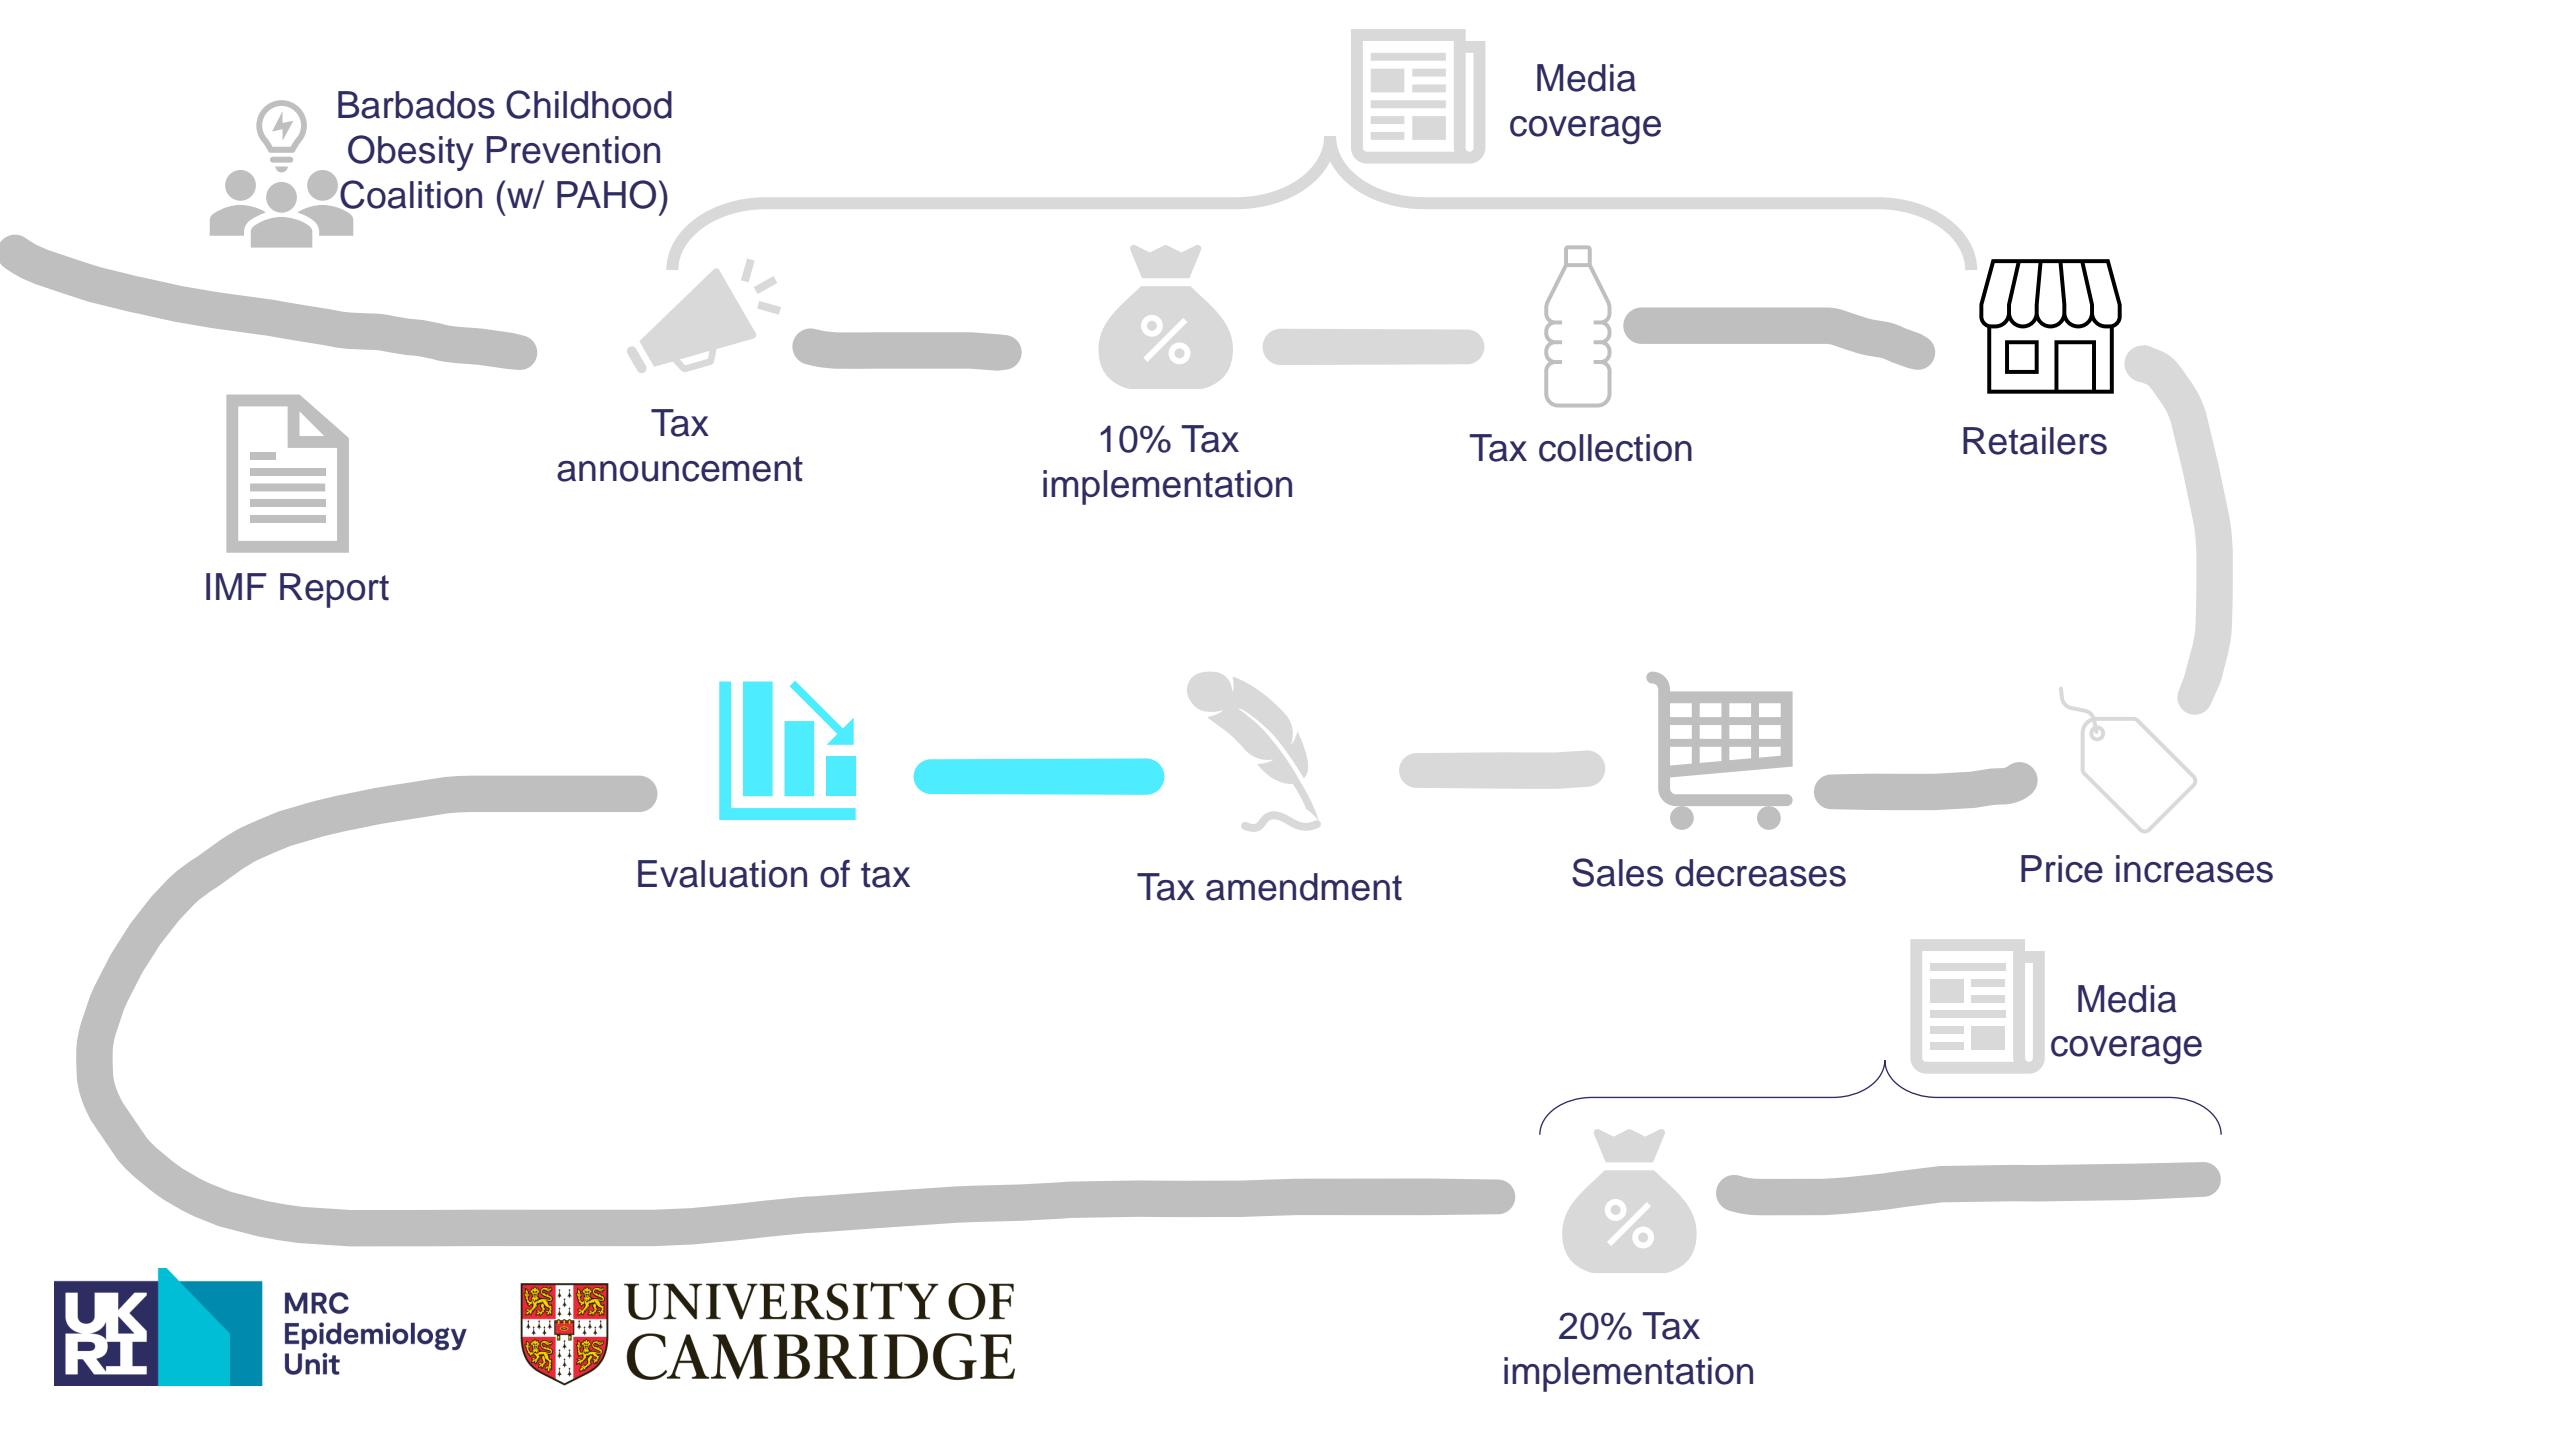 Barbados Childhood
Obesity Prevention
Coalition (w/ PAHO)
Media
coverage
Tax
announcement
%
10% Tax
implementation
Tax collection
Retailers
IMF Report
Evaluation of tax
Tax amendment
Sales decreases
Price increases
Media
coverage
%
20% Tax
implementation
UK
RI
MRC
Epidemiology
Unit
UNIVERSITY OF
CAMBRIDGE